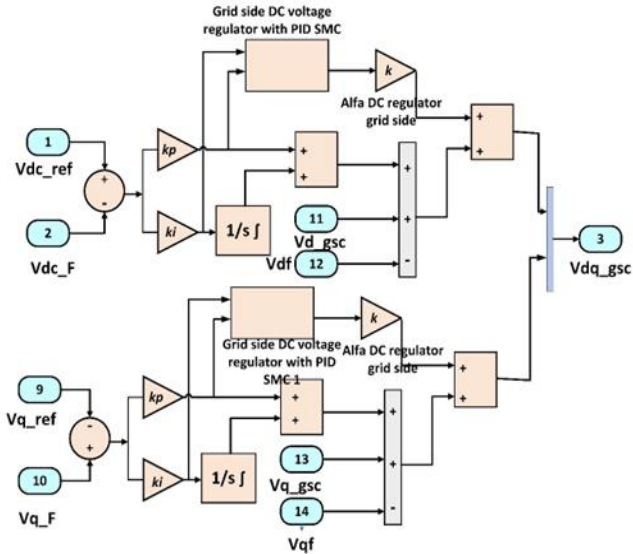 Grid side DC voltage
regulator with PID SMC
k
Alfa DC regulator
grid side
1
Vdc_ref
+
-
2
Vdc_F
kp
ki
1/s ∫
+
+
11
Vd_gsc
Vdf
12
+
+
-
+
+
3
Vdq_gsc
Grid side DC voltage
regulator with PID
SMC 1
k
Alfa DC regulator
grid side
9
Vq_ref
-
+
10
Vq_F
kp
ki
1/s ∫
+
+
13
Vq_gsc
14
Vqf
+
+
-
+
+